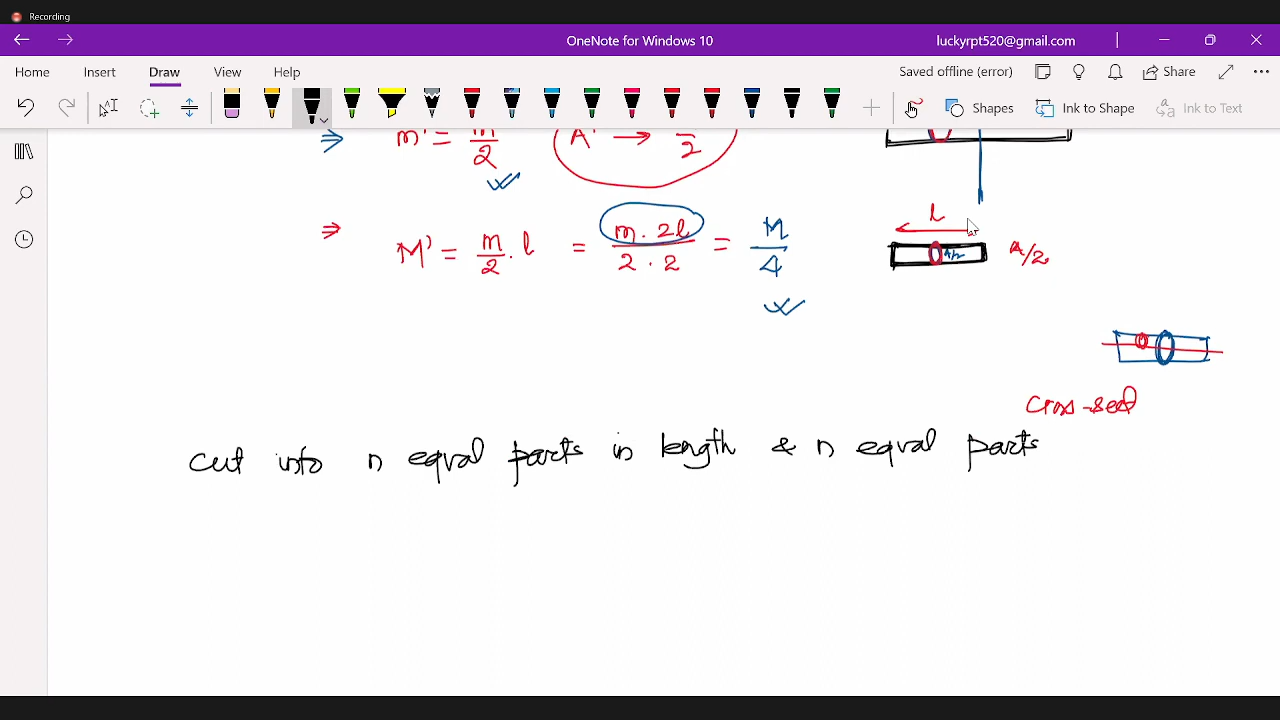 Recording
OneNote for Windows 10
luckyrpt520@gmail.com
Home Insert Draw View Help
Saved offline (error)
Share
Shapes
Ink to Shape
Ink to Text
⇒ m' = m/2 A' → /2
⇒ M' = m/2 . l = m . 2l / 2 . 2 = M/4
l
A/2
A/2
cross-sect
cut into n equal parts in length & n equal parts